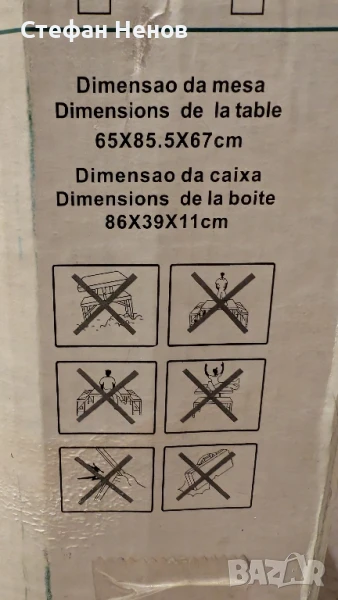 Стефан Ненов
Dimensao da mesa
Dimensions de la table
65X85.5X67cm
Dimensao da caixa
Dimensions de la boite
86X39X11cm
BAZAR